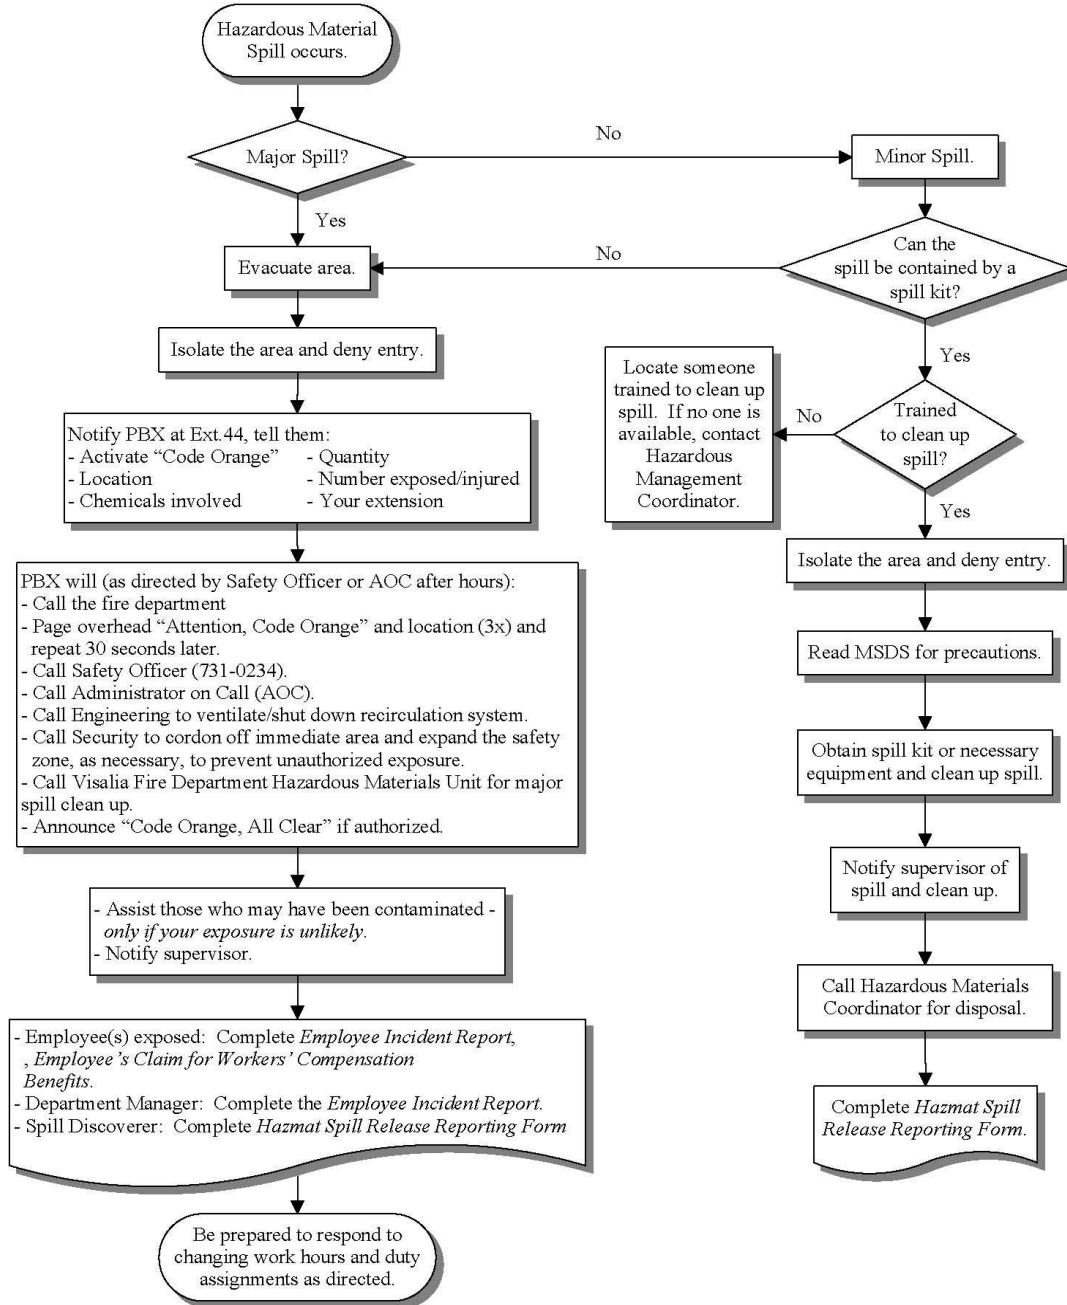 Hazardous Material
Spill occurs.
Major Spill?
No
Minor Spill.
Yes
Evacuate area.
No
Can the
spill be contained by a
spill kit?
Isolate the area and deny entry.
Yes
Locate someone
trained to clean up
spill. If no one is
available, contact
Hazardous
Management
Coordinator.
No
Trained
to clean up
spill?
Notify PBX at Ext.44, tell them:
- Activate “Code Orange” - Quantity
- Location - Number exposed/injured
- Chemicals involved - Your extension
Yes
Isolate the area and deny entry.
PBX will (as directed by Safety Officer or AOC after hours):
- Call the fire department
- Page overhead “Attention, Code Orange” and location (3x) and
repeat 30 seconds later.
- Call Safety Officer (731-0234).
- Call Administrator on Call (AOC).
- Call Engineering to ventilate/shut down recirculation system.
- Call Security to cordon off immediate area and expand the safety
zone, as necessary, to prevent unauthorized exposure.
- Call Visalia Fire Department Hazardous Materials Unit for major
spill clean up.
- Announce “Code Orange, All Clear” if authorized.
Read MSDS for precautions.
Obtain spill kit or necessary
equipment and clean up spill.
Notify supervisor of
spill and clean up.
- Assist those who may have been contaminated -
only if your exposure is unlikely.
- Notify supervisor.
Call Hazardous Materials
Coordinator for disposal.
- Employee(s) exposed: Complete Employee Incident Report,
, Employee’s Claim for Workers’ Compensation
Benefits.
- Department Manager: Complete the Employee Incident Report.
- Spill Discoverer: Complete Hazmat Spill Release Reporting Form
Complete Hazmat Spill
Release Reporting Form.
Be prepared to respond to
changing work hours and duty
assignments as directed.